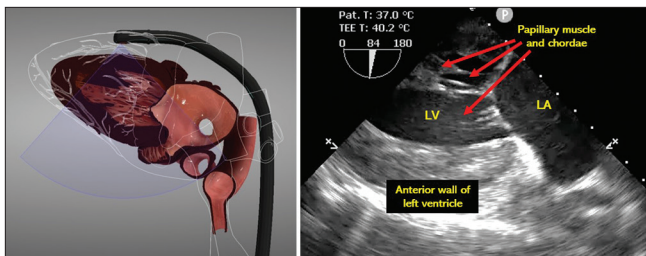 Pat. T: 37.0 °C
TEE T: 40.2 °C
0 84 180
P
Papillary muscle
and chordae
LV
LA
x
x
Anterior wall of
left ventricle